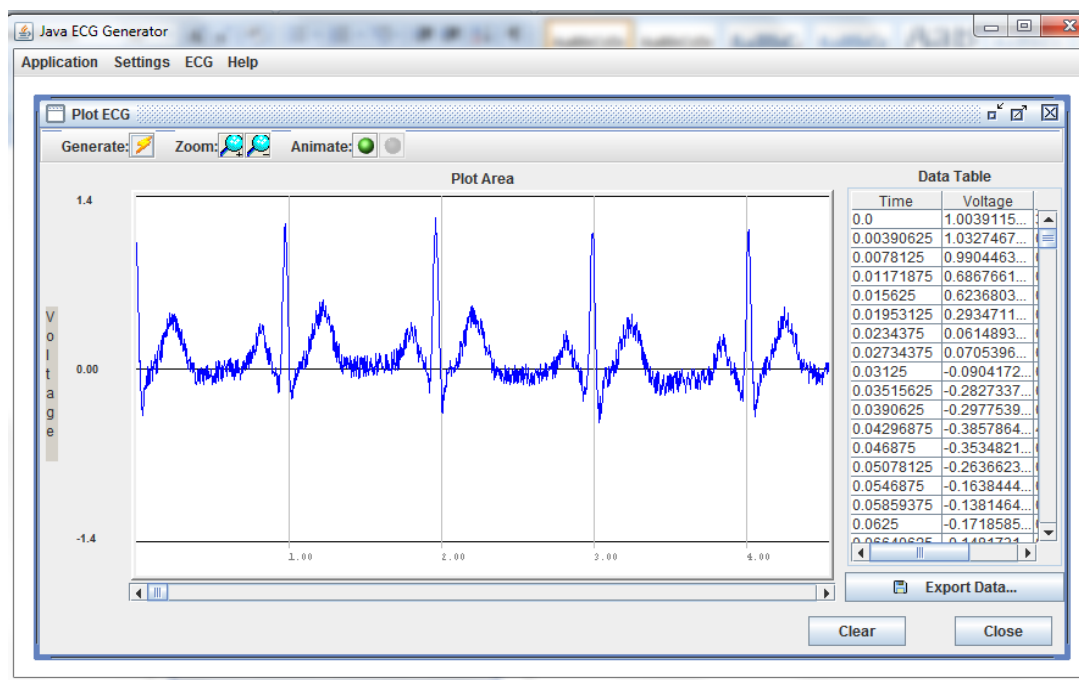 Java ECG Generator
Application Settings ECG Help
Plot ECG
Generate: Zoom: Animate:
Plot Area
1.4
0.00
-1.4
Voltage
1.00 2.00 3.00 4.00
Data Table
Time Voltage
0.0 1.0039115...
0.00390625 1.0327467...
0.0078125 0.9904463...
0.01171875 0.6867661...
0.015625 0.6236803...
0.01953125 0.2934711...
0.0234375 0.0614893...
0.02734375 0.0705396...
0.03125 -0.0904172...
0.03515625 -0.2827337...
0.0390625 -0.2977539...
0.04296875 -0.3857864...
0.046875 -0.3534821...
0.05078125 -0.2636623...
0.0546875 -0.1638444...
0.05859375 -0.1381464...
0.0625 -0.1718585...
Export Data...
Clear Close